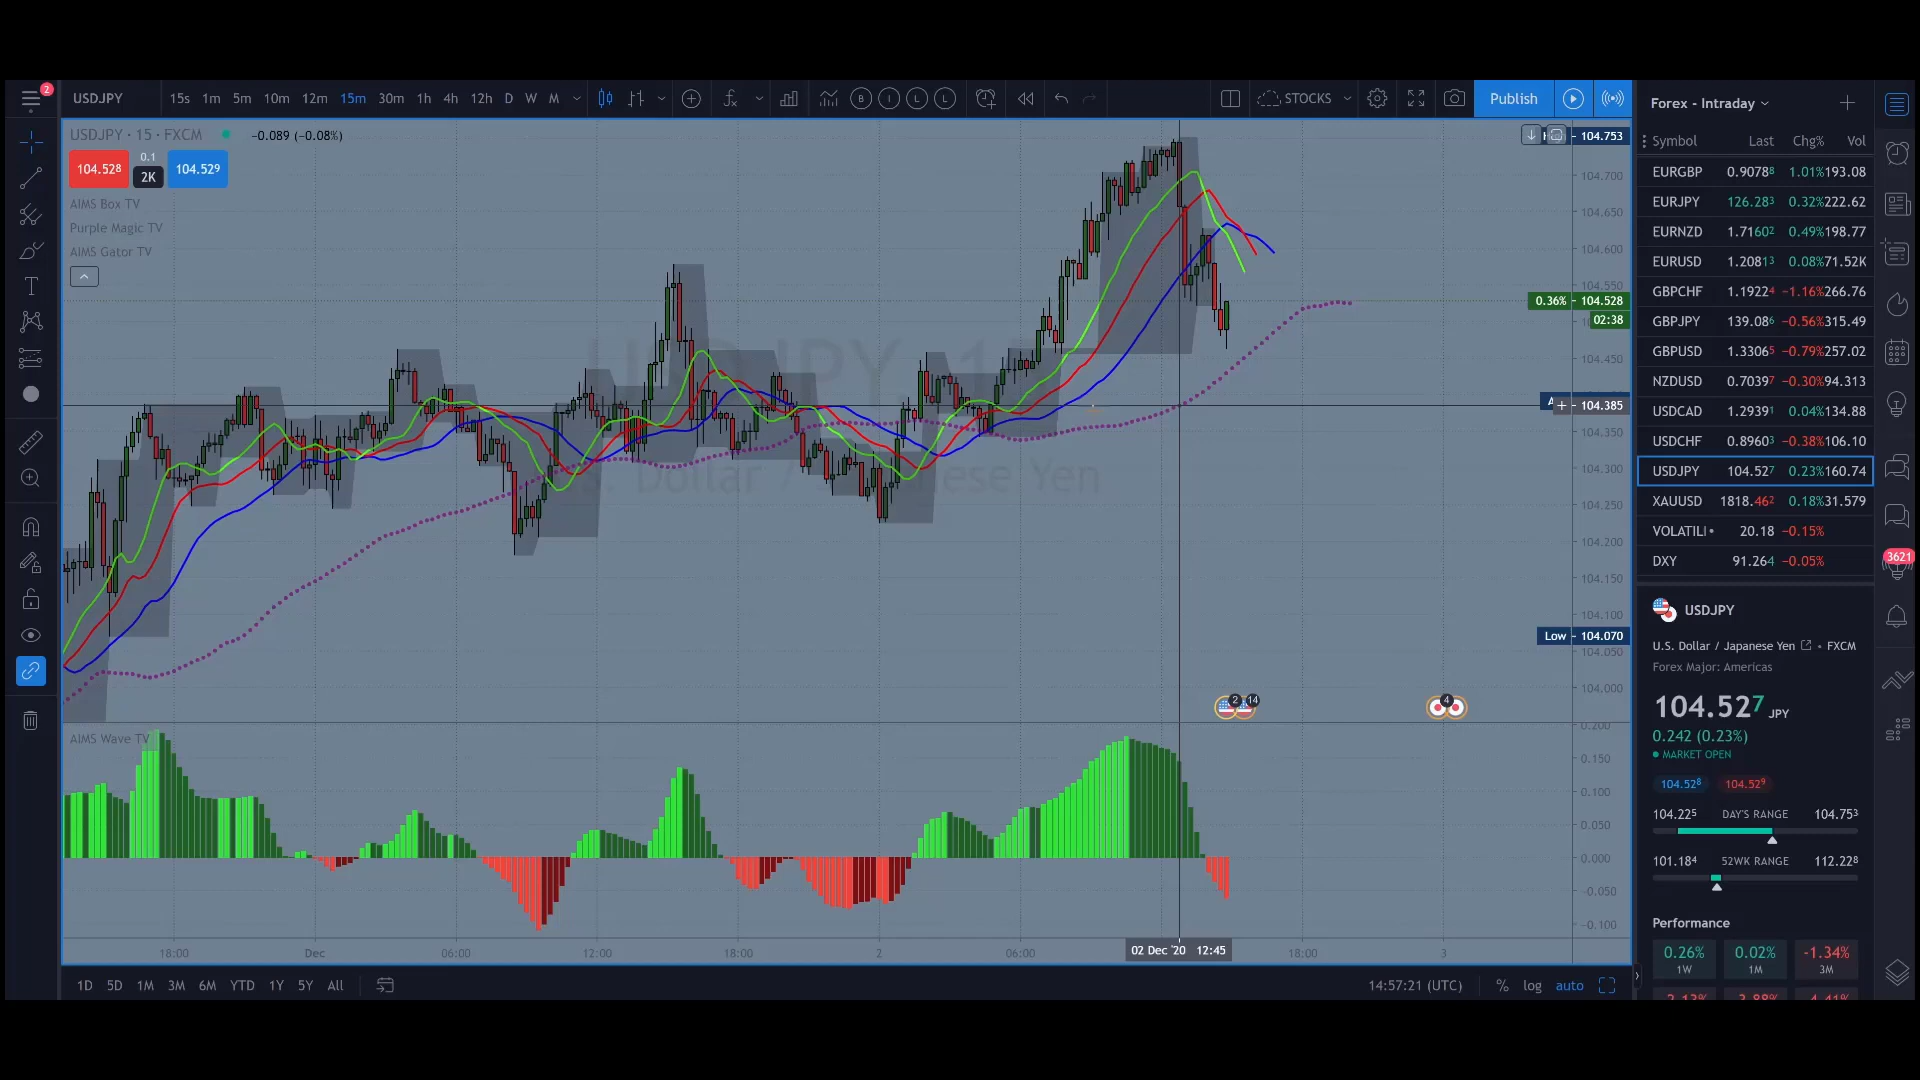 2
USDJPY 15s 1m 5m 10m 12m 15m 30m 1h 4h 12h D W M B I L L STOCKS Publish
Forex - Intraday
USDJPY · 15 · FXCM −0.089 (−0.08%)
104.528 0.1 2K 104.529
AIMS Box TV
Purple Magic TV
AIMS Gator TV
104.753
104.700
104.650
104.600
104.550
0.36% 104.528
02:38
104.450
104.385
104.350
104.300
104.250
104.200
104.150
104.100
Low 104.070
104.050
104.000
2 14 4
AIMS Wave TV
0.200
0.150
0.100
0.050
0.000
-0.050
-0.100
18:00 Dec 06:00 12:00 18:00 2 06:00 02 Dec '20 12:45 18:00 3
1D 5D 1M 3M 6M YTD 1Y 5Y All 14:57:21 (UTC) % log auto
Symbol Last Chg% Vol
EURGBP 0.90788 1.01% 193.08
EURJPY 126.283 0.32% 222.62
EURNZD 1.71602 0.49% 198.77
EURUSD 1.20813 0.08% 71.52K
GBPCHF 1.19224 −1.16% 266.76
GBPJPY 139.086 −0.56% 315.49
GBPUSD 1.33065 −0.79% 257.02
NZDUSD 0.70397 −0.30% 94.313
USDCAD 1.29391 0.04% 134.88
USDCHF 0.89603 −0.38% 106.10
USDJPY 104.527 0.23% 160.74
XAUUSD 1818.462 0.18% 31.579
VOLATILI 20.18 −0.15%
DXY 91.264 −0.05%
3621
USDJPY
U.S. Dollar / Japanese Yen • FXCM
Forex Major: Americas
104.527 JPY
0.242 (0.23%)
MARKET OPEN
104.528 104.529
104.225 DAY'S RANGE 104.753
101.184 52WK RANGE 112.228
Performance
0.26% 0.02% -1.34%
1W 1M 3M